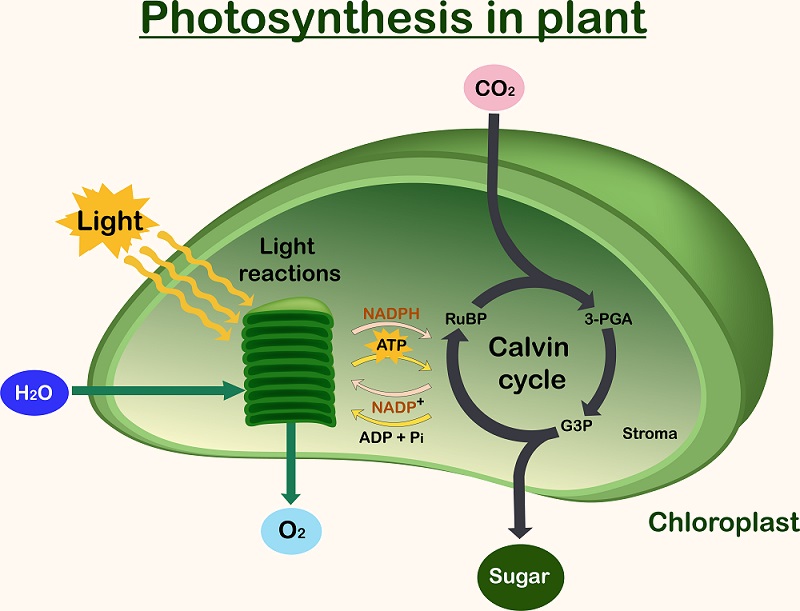 Photosynthesis in plant
CO₂
Light
Light
reactions
NADPH
ATP
RuBP
3-PGA
Calvin
cycle
H₂O
NADP⁺
ADP + Pi
G3P
Stroma
O₂
Chloroplast
Sugar